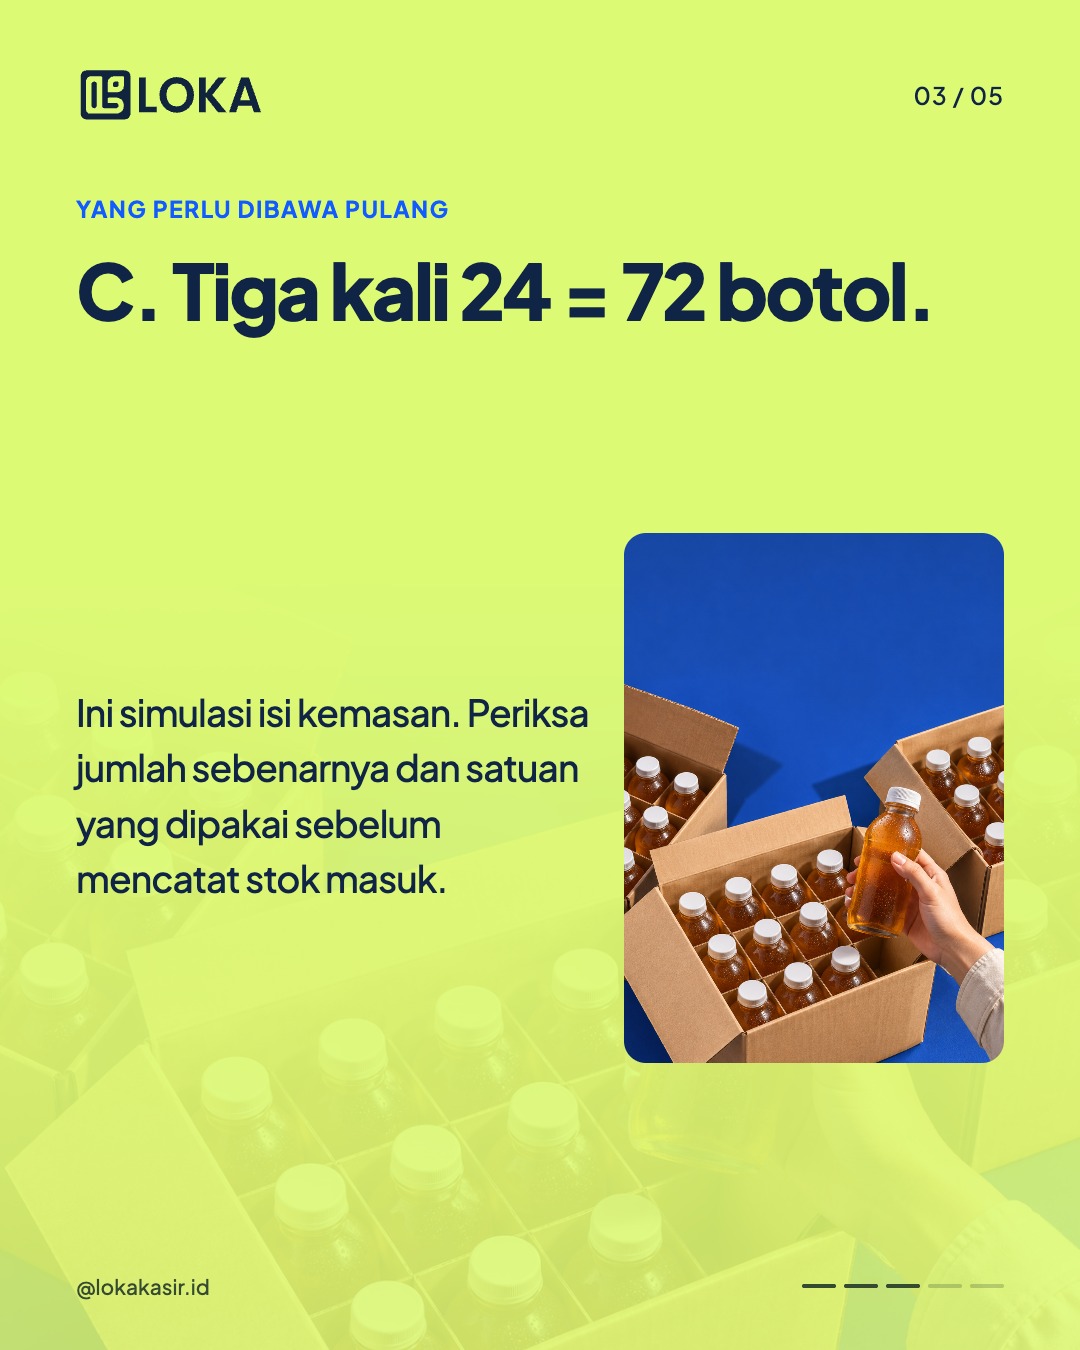 LOKA
03 / 05
YANG PERLU DIBAWA PULANG
C. Tiga kali 24 = 72 botol.
Ini simulasi isi kemasan. Periksa
jumlah sebenarnya dan satuan
yang dipakai sebelum
mencatat stok masuk.
@lokakasir.id